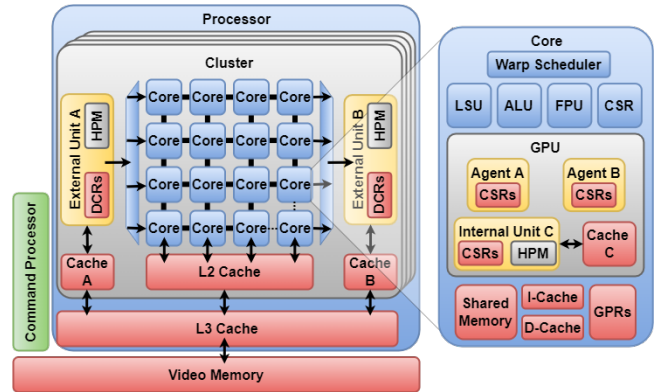 Processor
Cluster
External Unit A
HPM
DCRs
Core Core Core Core
Core Core Core Core
Core Core Core Core
Core Core Core Core
External Unit B
HPM
DCRs
Cache
A
L2 Cache
Cache
B
L3 Cache
Video Memory
Command Processor
Core
Warp Scheduler
LSU
ALU
FPU
CSR
GPU
Agent A
CSRs
Agent B
CSRs
Internal Unit C
CSRs
HPM
Cache
C
Shared
Memory
I-Cache
D-Cache
GPRs